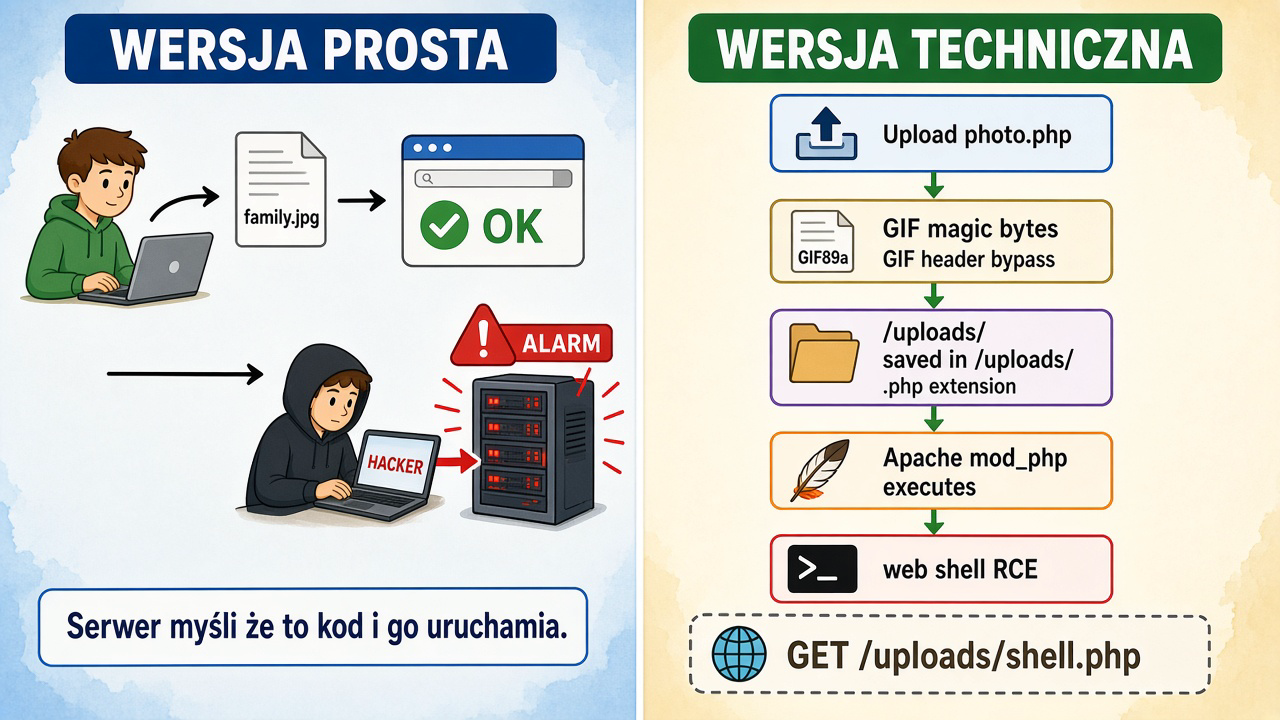 WERSJA PROSTA
family.jpg
OK
ALARM
HACKER
Serwer myśli że to kod i go uruchamia.
WERSJA TECHNICZNA
Upload photo.php
GIF89a
GIF magic bytes
GIF header bypass
/uploads/
saved in /uploads/
.php extension
Apache mod_php
executes
>_
web shell RCE
GET /uploads/shell.php